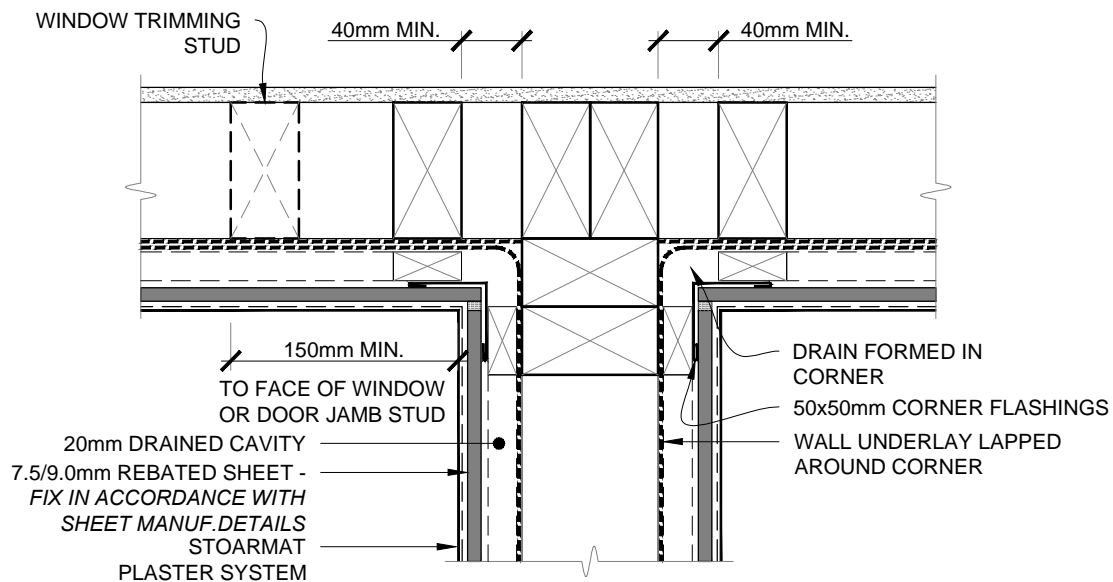 WINDOW TRIMMING
STUD
40mm MIN.
40mm MIN.
150mm MIN.
TO FACE OF WINDOW
OR DOOR JAMB STUD
20mm DRAINED CAVITY
7.5/9.0mm REBATED SHEET -
FIX IN ACCORDANCE WITH
SHEET MANUF.DETAILS
STOARMAT
PLASTER SYSTEM
DRAIN FORMED IN
CORNER
50x50mm CORNER FLASHINGS
WALL UNDERLAY LAPPED
AROUND CORNER